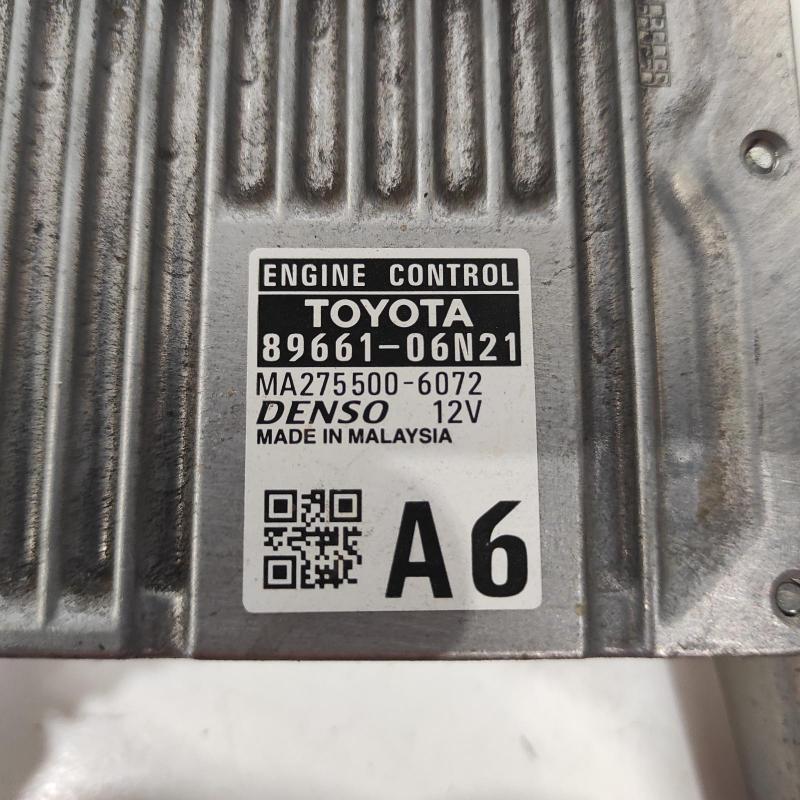 ENGINE CONTROL
TOYOTA
89661-06N21
MA275500-6072
DENSO 12V
MADE IN MALAYSIA
A6